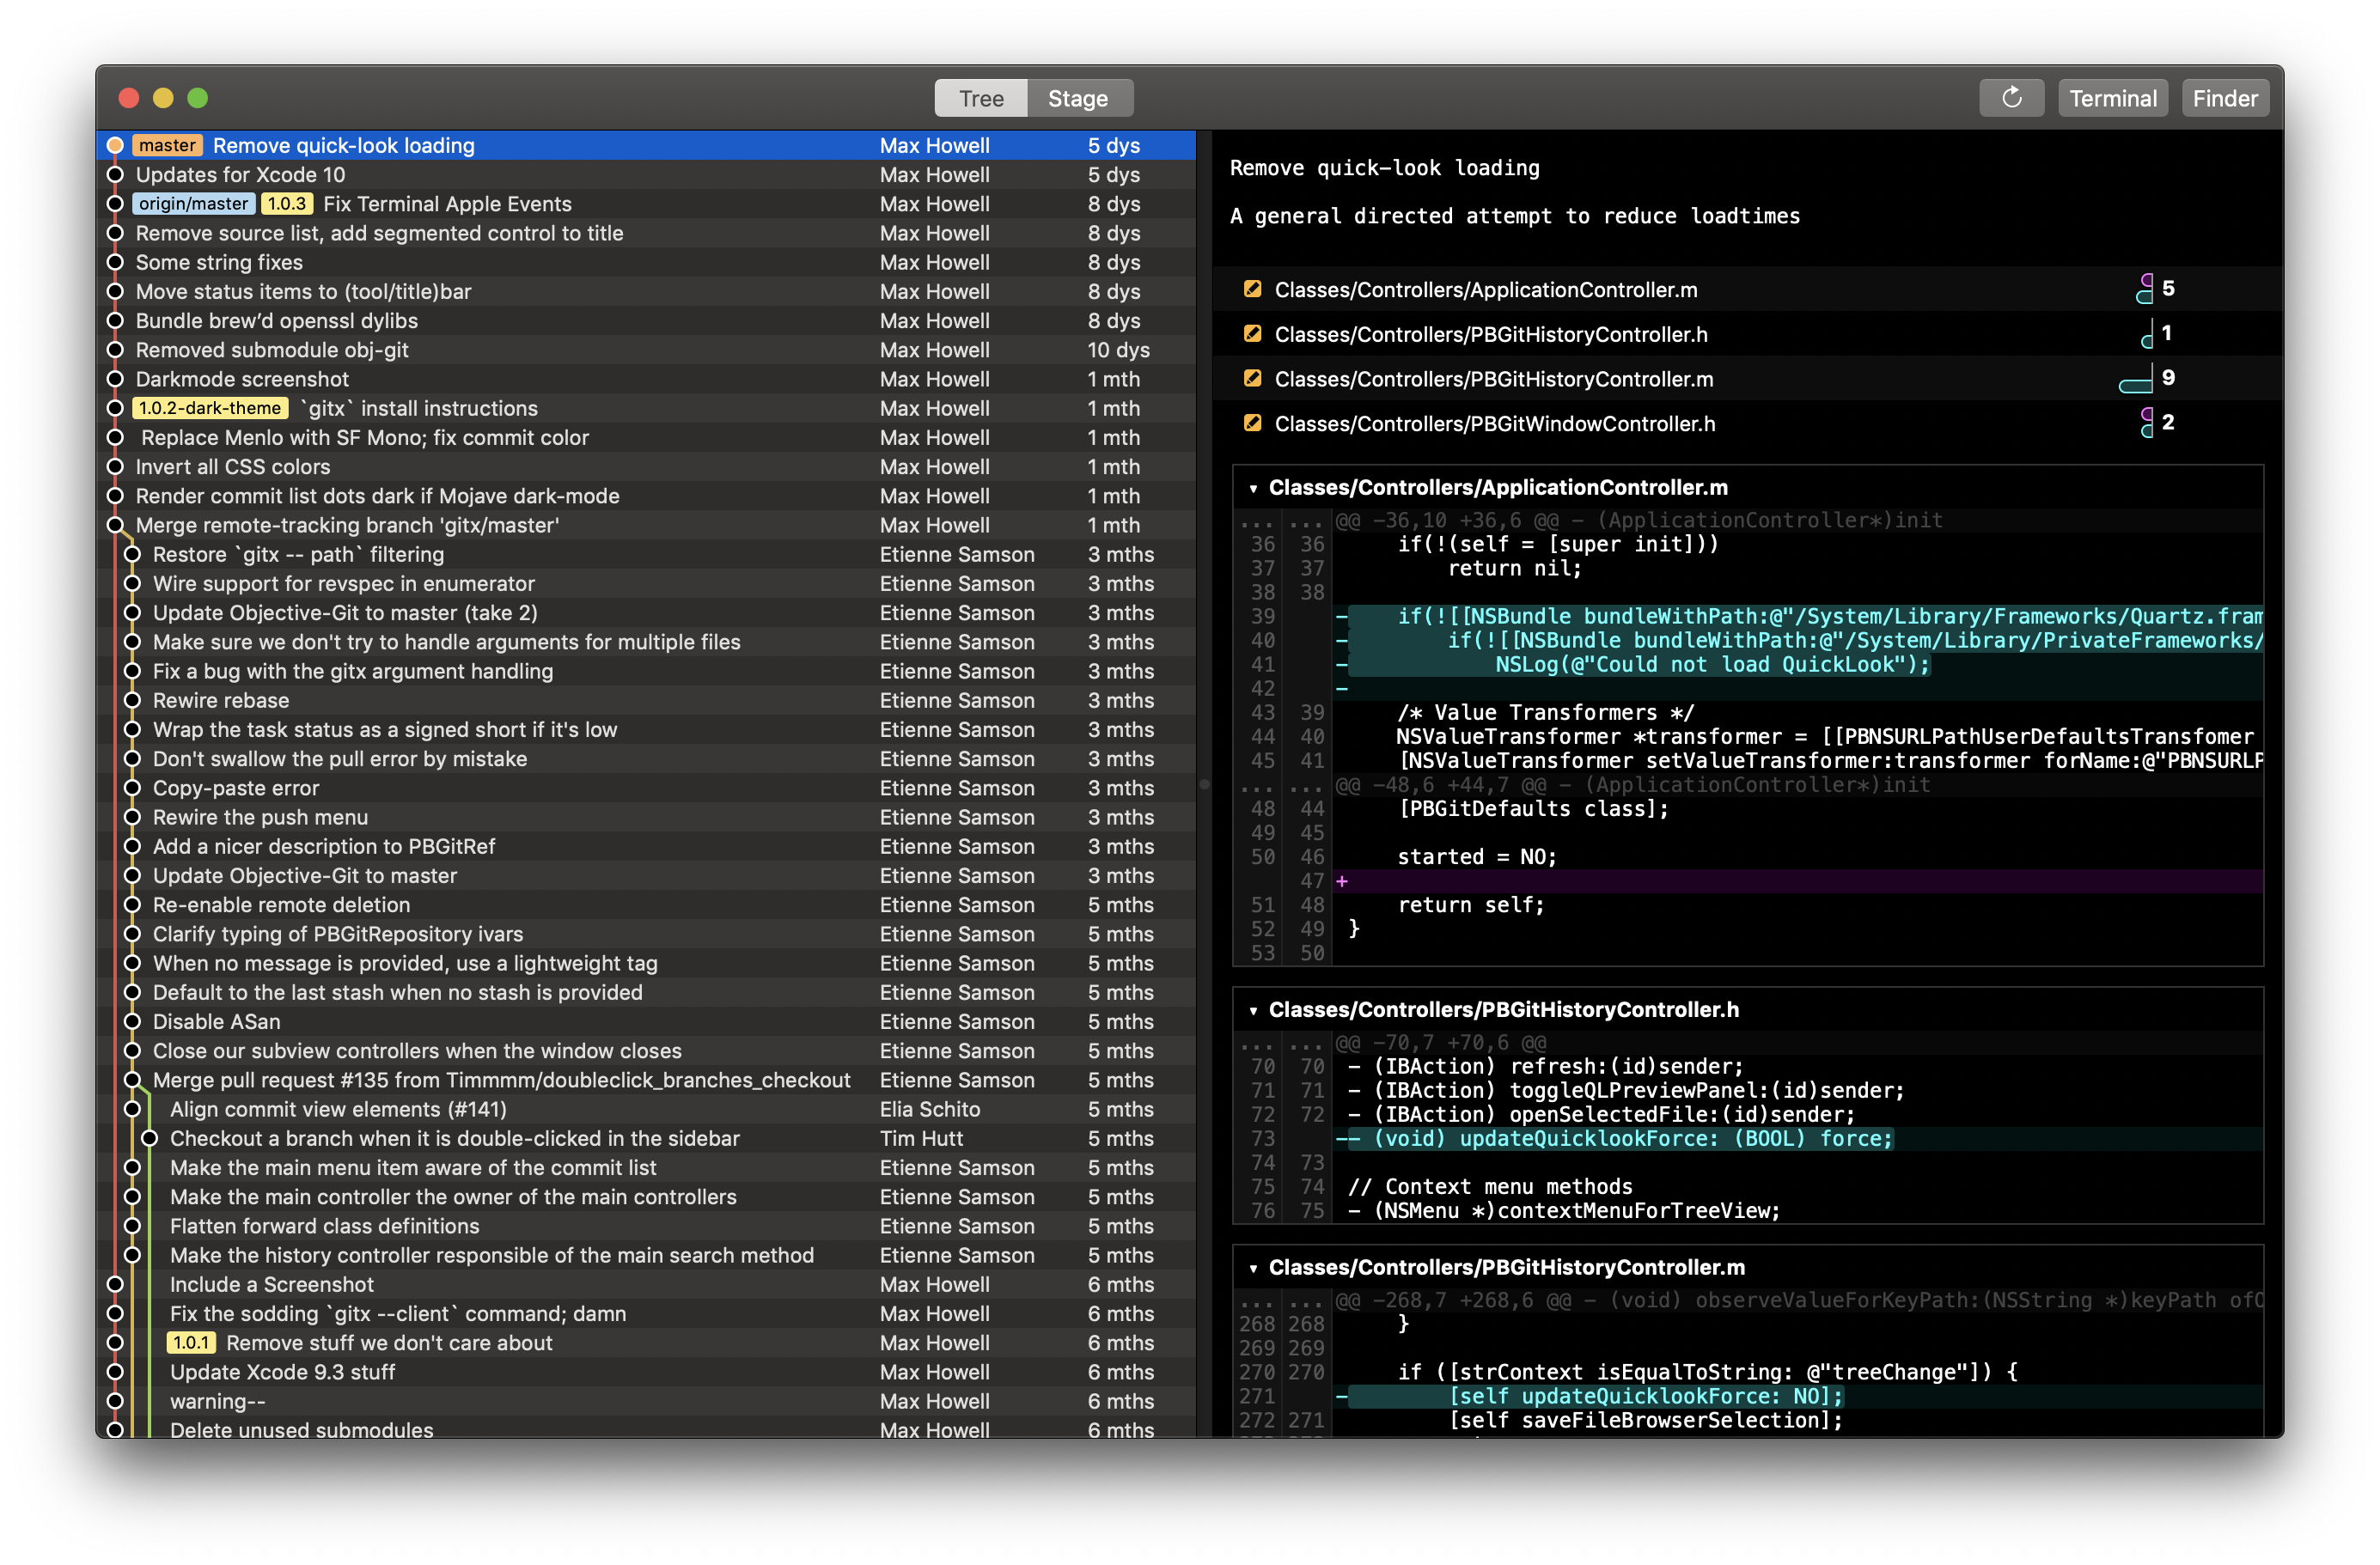 Tree Stage Terminal Finder
master Remove quick-look loading Max Howell 5 dys
Updates for Xcode 10 Max Howell 5 dys
origin/master 1.0.3 Fix Terminal Apple Events Max Howell 8 dys
Remove source list, add segmented control to title Max Howell 8 dys
Some string fixes Max Howell 8 dys
Move status items to (tool/title)bar Max Howell 8 dys
Bundle brew’d openssl dylibs Max Howell 8 dys
Removed submodule obj-git Max Howell 10 dys
Darkmode screenshot Max Howell 1 mth
1.0.2-dark-theme `gitx` install instructions Max Howell 1 mth
Replace Menlo with SF Mono; fix commit color Max Howell 1 mth
Invert all CSS colors Max Howell 1 mth
Render commit list dots dark if Mojave dark-mode Max Howell 1 mth
Merge remote-tracking branch 'gitx/master' Max Howell 1 mth
Restore `gitx -- path` filtering Etienne Samson 3 mths
Wire support for revspec in enumerator Etienne Samson 3 mths
Update Objective-Git to master (take 2) Etienne Samson 3 mths
Make sure we don't try to handle arguments for multiple files Etienne Samson 3 mths
Fix a bug with the gitx argument handling Etienne Samson 3 mths
Rewire rebase Etienne Samson 3 mths
Wrap the task status as a signed short if it's low Etienne Samson 3 mths
Don't swallow the pull error by mistake Etienne Samson 3 mths
Copy-paste error Etienne Samson 3 mths
Rewire the push menu Etienne Samson 3 mths
Add a nicer description to PBGitRef Etienne Samson 3 mths
Update Objective-Git to master Etienne Samson 3 mths
Re-enable remote deletion Etienne Samson 5 mths
Clarify typing of PBGitRepository ivars Etienne Samson 5 mths
When no message is provided, use a lightweight tag Etienne Samson 5 mths
Default to the last stash when no stash is provided Etienne Samson 5 mths
Disable ASan Etienne Samson 5 mths
Close our subview controllers when the window closes Etienne Samson 5 mths
Merge pull request #135 from Timmmm/doubleclick_branches_checkout Etienne Samson 5 mths
Align commit view elements (#141) Elia Schito 5 mths
Checkout a branch when it is double-clicked in the sidebar Tim Hutt 5 mths
Make the main menu item aware of the commit list Etienne Samson 5 mths
Make the main controller the owner of the main controllers Etienne Samson 5 mths
Flatten forward class definitions Etienne Samson 5 mths
Make the history controller responsible of the main search method Etienne Samson 5 mths
Include a Screenshot Max Howell 6 mths
Fix the sodding `gitx --client` command; damn Max Howell 6 mths
1.0.1 Remove stuff we don't care about Max Howell 6 mths
Update Xcode 9.3 stuff Max Howell 6 mths
warning-- Max Howell 6 mths
Delete unused submodules Max Howell 6 mths
Remove quick-look loading
A general directed attempt to reduce loadtimes
Classes/Controllers/ApplicationController.m 5
Classes/Controllers/PBGitHistoryController.h 1
Classes/Controllers/PBGitHistoryController.m 9
Classes/Controllers/PBGitWindowController.h 2
▼ Classes/Controllers/ApplicationController.m
... ... @@ -36,10 +36,6 @@ - (ApplicationController*)init
36 36 if(!(self = [super init]))
37 37 return nil;
38 38
39 - if(![[NSBundle bundleWithPath:@"/System/Library/Frameworks/Quartz.fram
40 - if(![[NSBundle bundleWithPath:@"/System/Library/PrivateFrameworks/
41 - NSLog(@"Could not load QuickLook");
42 -
43 39 /* Value Transformers */
44 40 NSValueTransformer *transformer = [[PBNSURLPathUserDefaultsTransfomer
45 41 [NSValueTransformer setValueTransformer:transformer forName:@"PBNSURLP
... ... @@ -48,6 +44,7 @@ - (ApplicationController*)init
48 44 [PBGitDefaults class];
49 45
50 46 started = NO;
47 +
51 48 return self;
52 49 }
53 50
▼ Classes/Controllers/PBGitHistoryController.h
... ... @@ -70,7 +70,6 @@
70 70 - (IBAction) refresh:(id)sender;
71 71 - (IBAction) toggleQLPreviewPanel:(id)sender;
72 72 - (IBAction) openSelectedFile:(id)sender;
73 -- (void) updateQuicklookForce: (BOOL) force;
74 73
75 74 // Context menu methods
76 75 - (NSMenu *)contextMenuForTreeView;
▼ Classes/Controllers/PBGitHistoryController.m
... ... @@ -268,7 +268,6 @@ - (void) observeValueForKeyPath:(NSString *)keyPath ofO
268 268 }
269 269
270 270 if ([strContext isEqualToString: @"treeChange"]) {
271 - [self updateQuicklookForce: NO];
272 271 [self saveFileBrowserSelection];